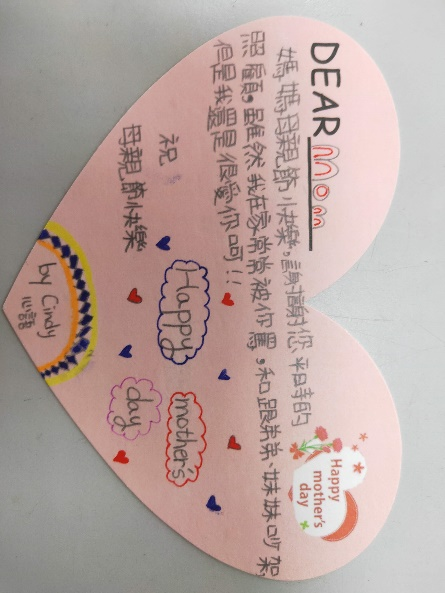 DEAR mom
媽媽母親節快樂,謝謝您平時的
照顧,雖然我在家常常被你罵,和跟弟弟、妹妹吵架,
但是我還是很愛你呵!!
祝
母親節快樂
Happy
mother's
day
Happy
mother's
day
by Cindy
心語